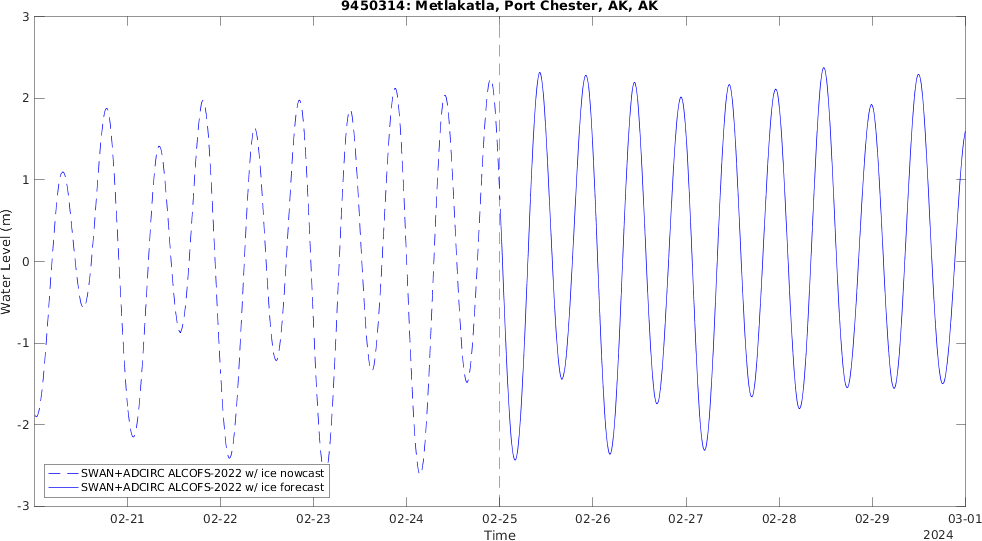 9450314: Metlakatla, Port Chester, AK, AK
3
2
1
0
-1
-2
-3
Water Level (m)
SWAN+ADCIRC ALCOFS-2022 w/ ice nowcast
SWAN+ADCIRC ALCOFS-2022 w/ ice forecast
02-21 02-22 02-23 02-24 02-25 02-26 02-27 02-28 02-29 03-01
Time
2024